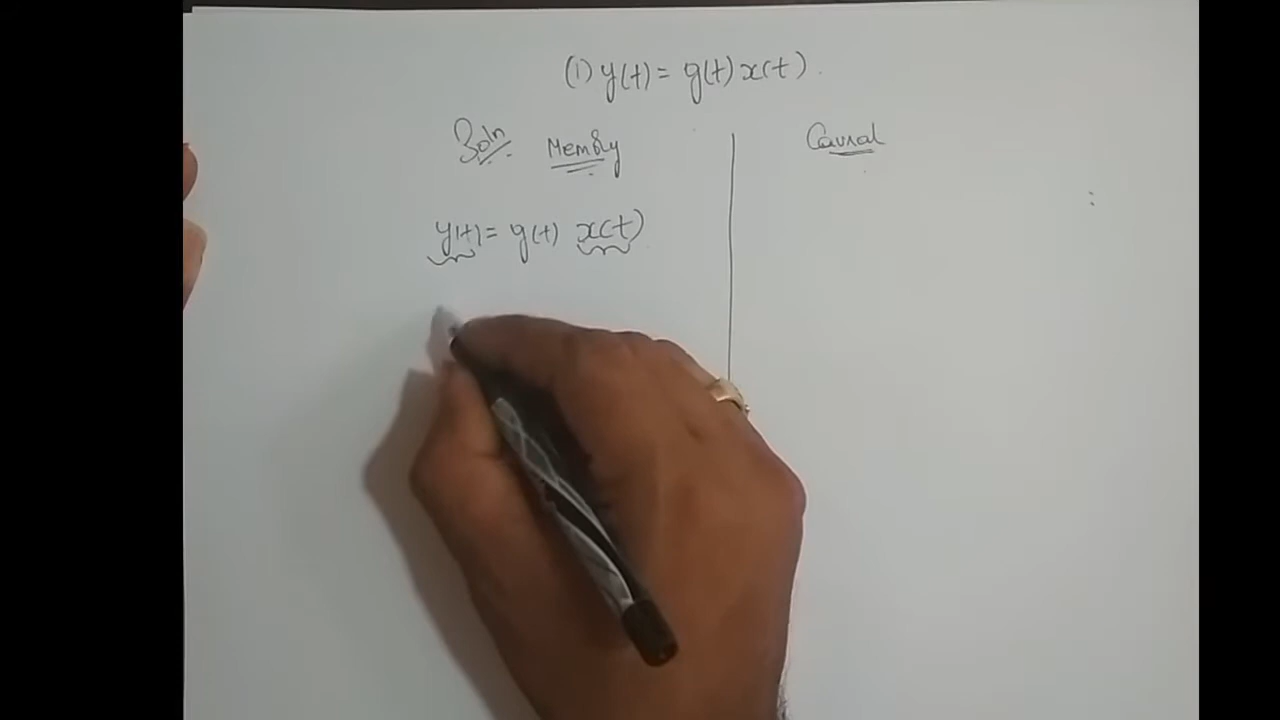 (1) y(t) = g(t) x(t).
Soln Memory
Causal
y(t) = g(t) x(t)